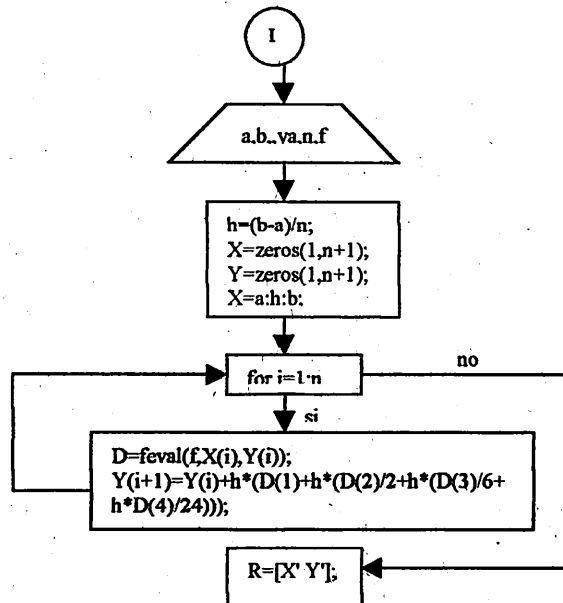 I
a.b..ya.n.f
h=(b-a)/n;
X=zeros(1,n+1);
Y=zeros(1,n+1);
X=a:h:b;
for i=1:n
no
si
D=feval(f,X(i),Y(i));
Y(i+1)=Y(i)+h*(D(1)+h*(D(2)/2+h*(D(3)/6+
h*D(4)/24)));
R=[X' Y'];